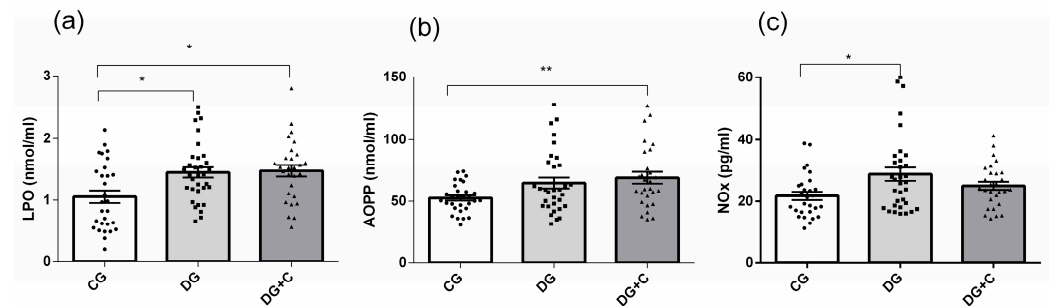 (a)
*
*
LPO (nmol/ml)
3
2
1
0
CG
DG
DG+C
(b)
**
AOPP (nmol/ml)
150
100
50
0
CG
DG
DG+C
(c)
*
NOx (pg/ml)
60
40
20
0
CG
DG
DG+C